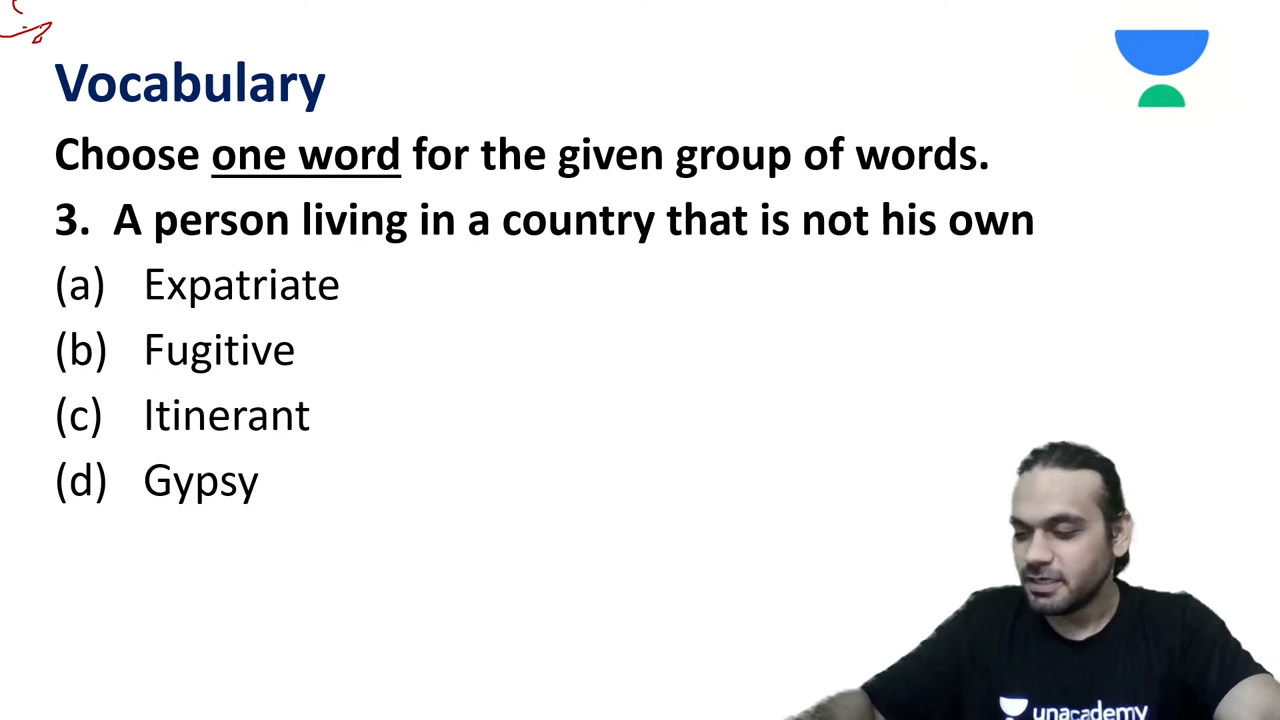 Vocabulary
Choose one word for the given group of words.
3. A person living in a country that is not his own
(a) Expatriate
(b) Fugitive
(c) Itinerant
(d) Gypsy
unacademy